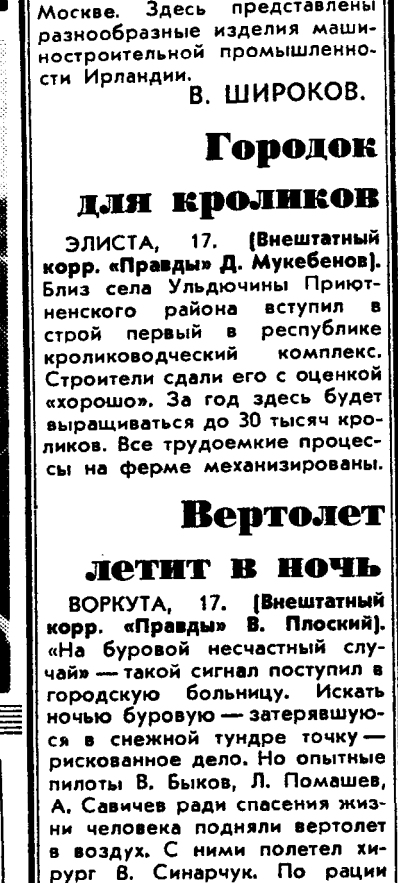 Москве. Здесь представлены
разнообразные изделия маши-
ностроительной промышленно-
сти Ирландии.
В. ШИРОКОВ.
Городок
для кроликов
ЭЛИСТА, 17. (Внештатный
корр. «Правды» Д. Мукебенов).
Близ села Ульдючины Приют-
ненского района вступил в
строй первый в республике
кролиководческий комплекс.
Строители сдали его с оценкой
«хорошо». За год здесь будет
выращиваться до 30 тысяч кро-
ликов. Все трудоемкие процес-
сы на ферме механизированы.
Вертолет
летит в ночь
ВОРКУТА, 17. (Внештатный
корр. «Правды» В. Плоский).
«На буровой несчастный слу-
чай» — такой сигнал поступил в
городскую больницу. Искать
ночью буровую — затерявшую-
ся в снежной тундре точку —
рискованное дело. Но опытные
пилоты В. Быков, Л. Помашев,
А. Савичев ради спасения жиз-
ни человека подняли вертолет
в воздух. С ними полетел хи-
рург В. Синарчук. По рации